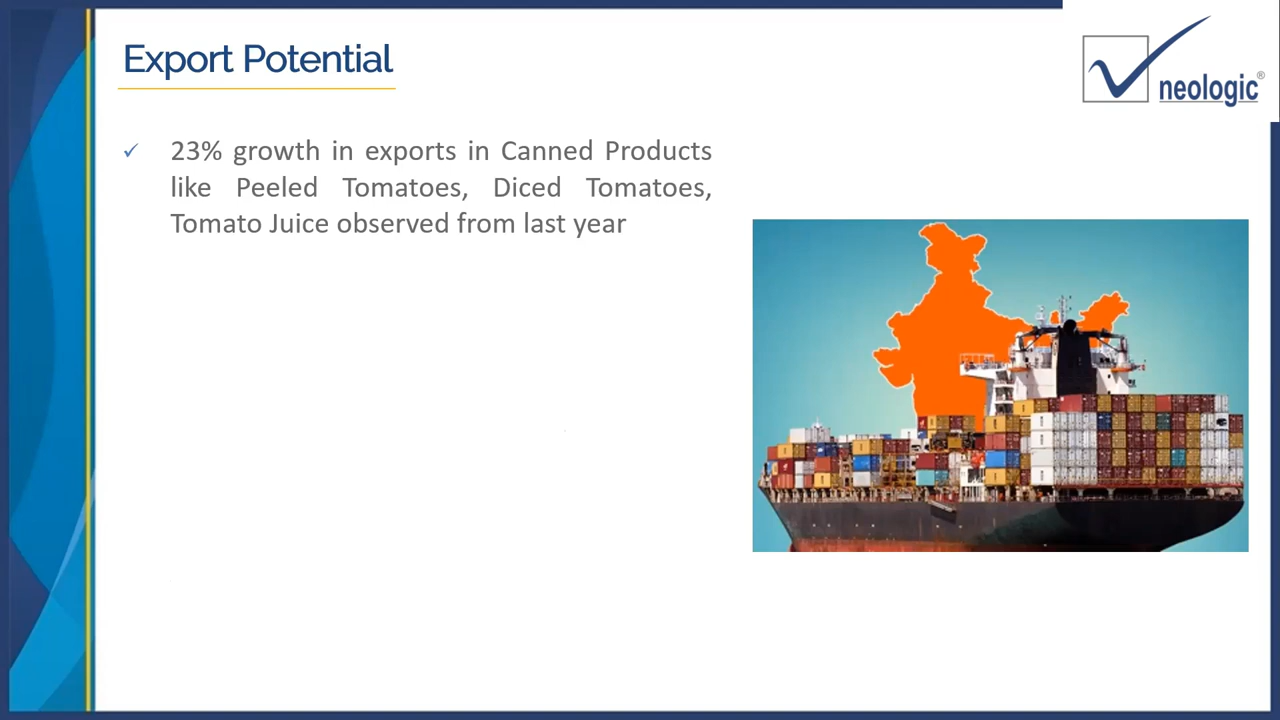 Export Potential
neologic®
23% growth in exports in Canned Products
like Peeled Tomatoes, Diced Tomatoes,
Tomato Juice observed from last year